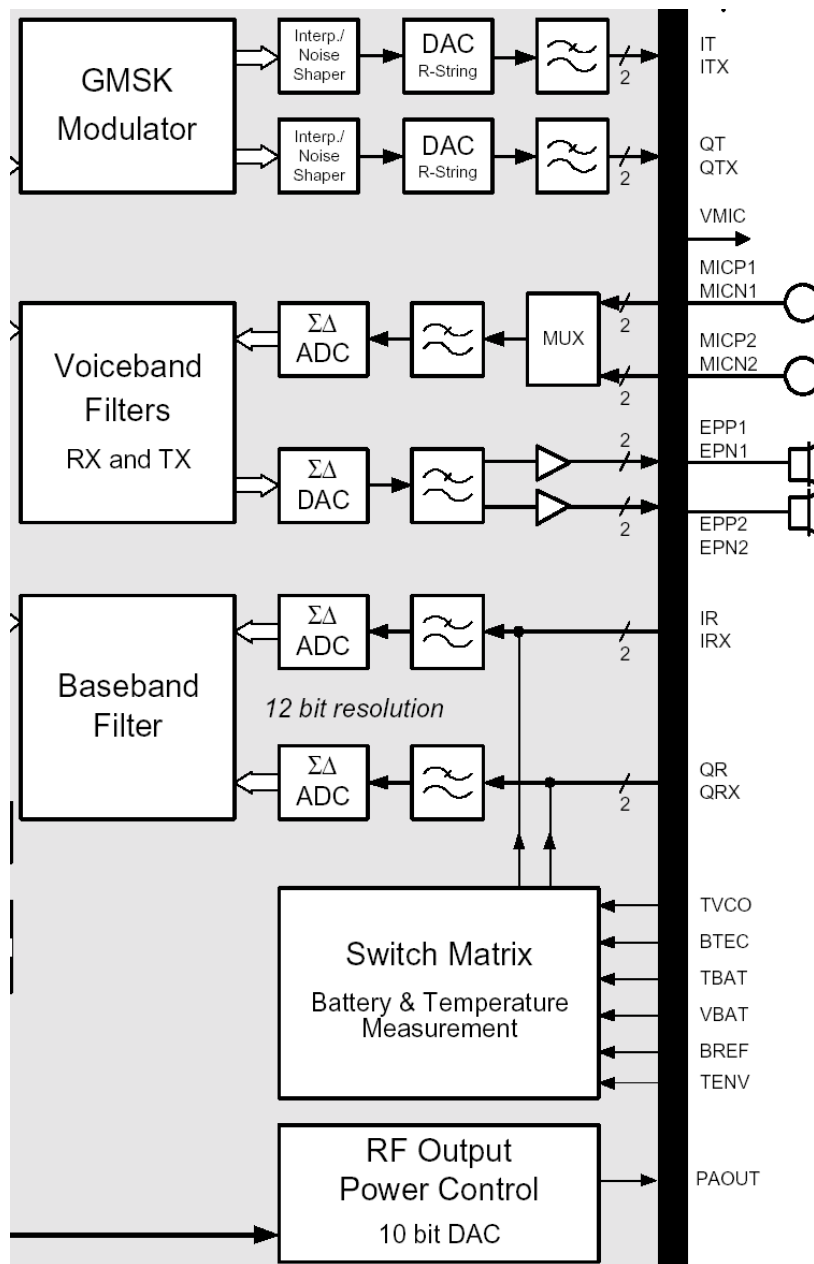 GMSK
Modulator
Interp./
Noise
Shaper
DAC
R-String
2
IT
ITX
Interp./
Noise
Shaper
DAC
R-String
2
QT
QTX
VMIC
Voiceband
Filters
RX and TX
ΣΔ
ADC
MUX
2
MICP1
MICN1
2
MICP2
MICN2
ΣΔ
DAC
2
EPP1
EPN1
2
EPP2
EPN2
Baseband
Filter
ΣΔ
ADC
2
IR
IRX
12 bit resolution
ΣΔ
ADC
2
QR
QRX
Switch Matrix
Battery & Temperature
Measurement
TVCO
BTEC
TBAT
VBAT
BREF
TENV
RF Output
Power Control
10 bit DAC
PAOUT